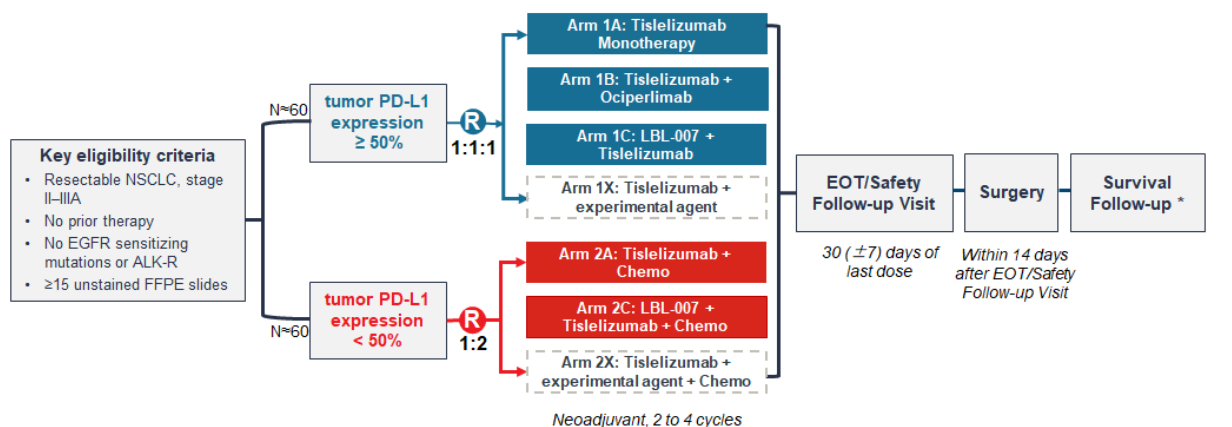 Key eligibility criteria
• Resectable NSCLC, stage
II–IIIA
• No prior therapy
• No EGFR sensitizing
mutations or ALK-R
• ≥15 unstained FFPE slides
N≈60
tumor PD-L1
expression
≥ 50%
R
1:1:1
Arm 1A: Tislelizumab
Monotherapy
Arm 1B: Tislelizumab +
Ociperlimab
Arm 1C: LBL-007 +
Tislelizumab
Arm 1X: Tislelizumab +
experimental agent
N≈60
tumor PD-L1
expression
< 50%
R
1:2
Arm 2A: Tislelizumab +
Chemo
Arm 2C: LBL-007 +
Tislelizumab + Chemo
Arm 2X: Tislelizumab +
experimental agent + Chemo
Neoadjuvant, 2 to 4 cycles
EOT/Safety
Follow-up Visit
30 (±7) days of
last dose
Surgery
Within 14 days
after EOT/Safety
Follow-up Visit
Survival
Follow-up *